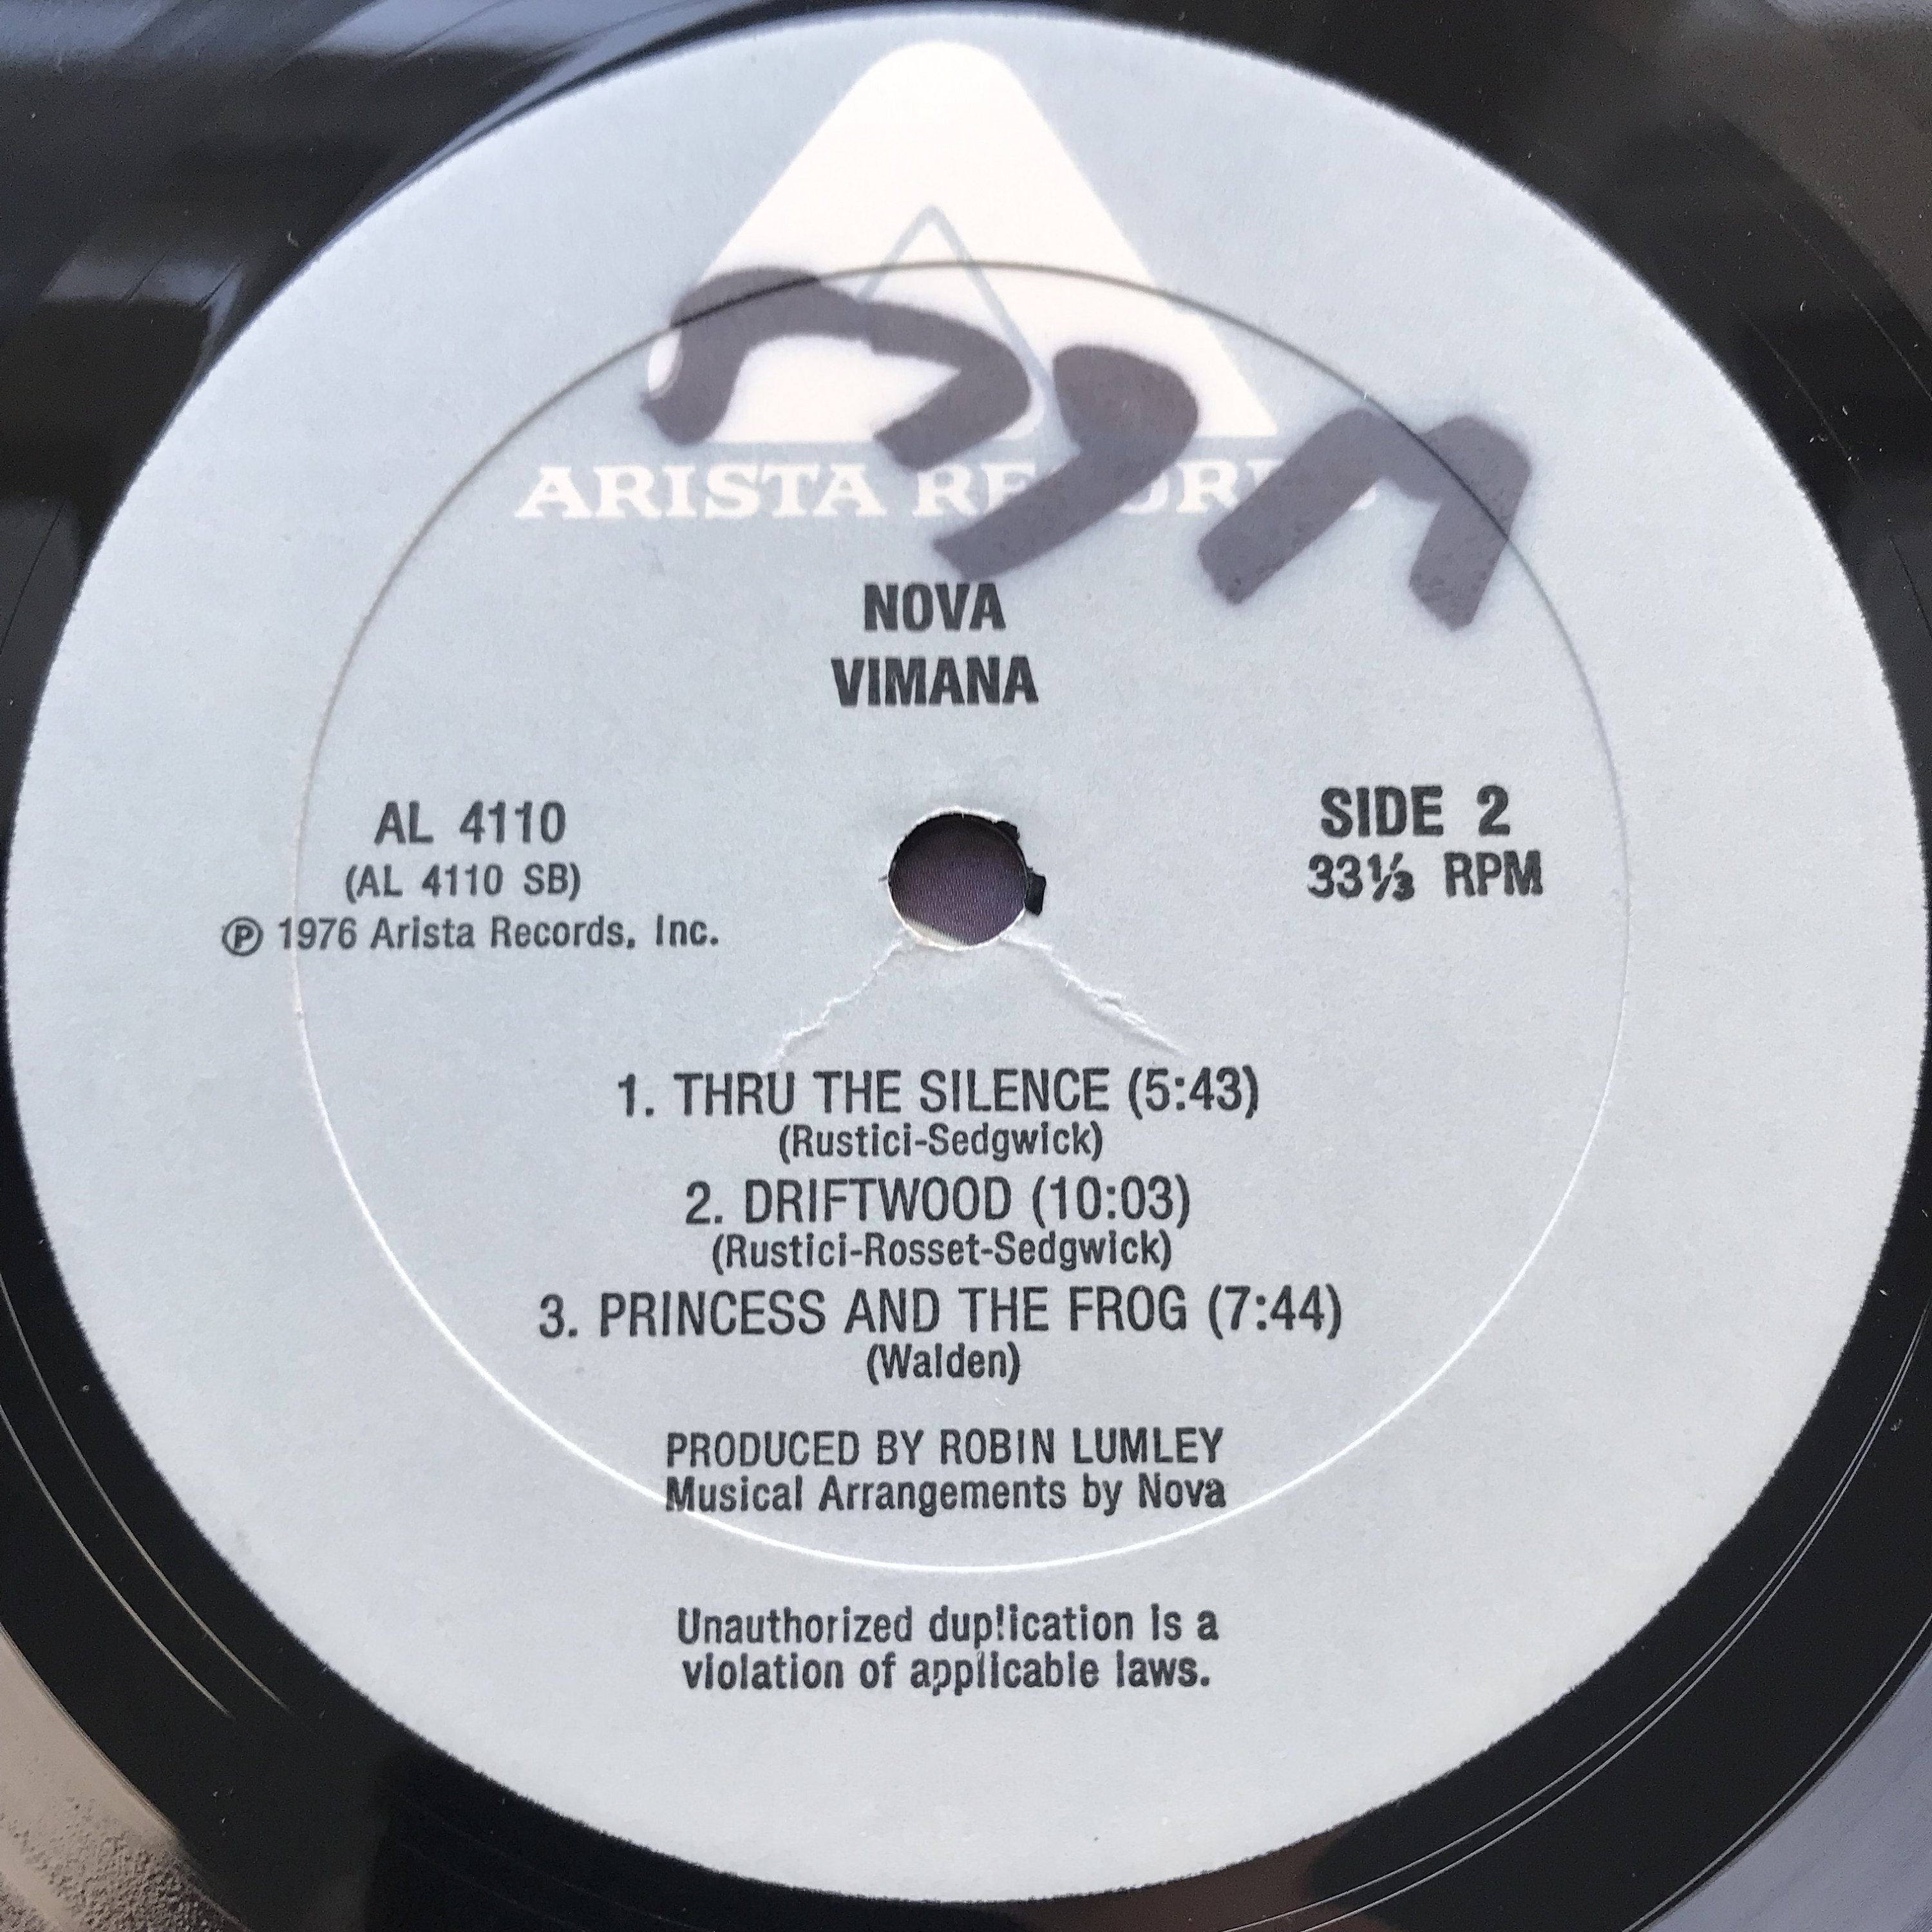 ARISTA RECORDS
NOVA
VIMANA
AL 4110
(AL 4110 SB)
Ⓟ 1976 Arista Records, Inc.
SIDE 2
33⅓ RPM
1. THRU THE SILENCE (5:43)
(Rustici-Sedgwick)
2. DRIFTWOOD (10:03)
(Rustici-Rosset-Sedgwick)
3. PRINCESS AND THE FROG (7:44)
(Walden)
PRODUCED BY ROBIN LUMLEY
Musical Arrangements by Nova
Unauthorized duplication is a
violation of applicable laws.